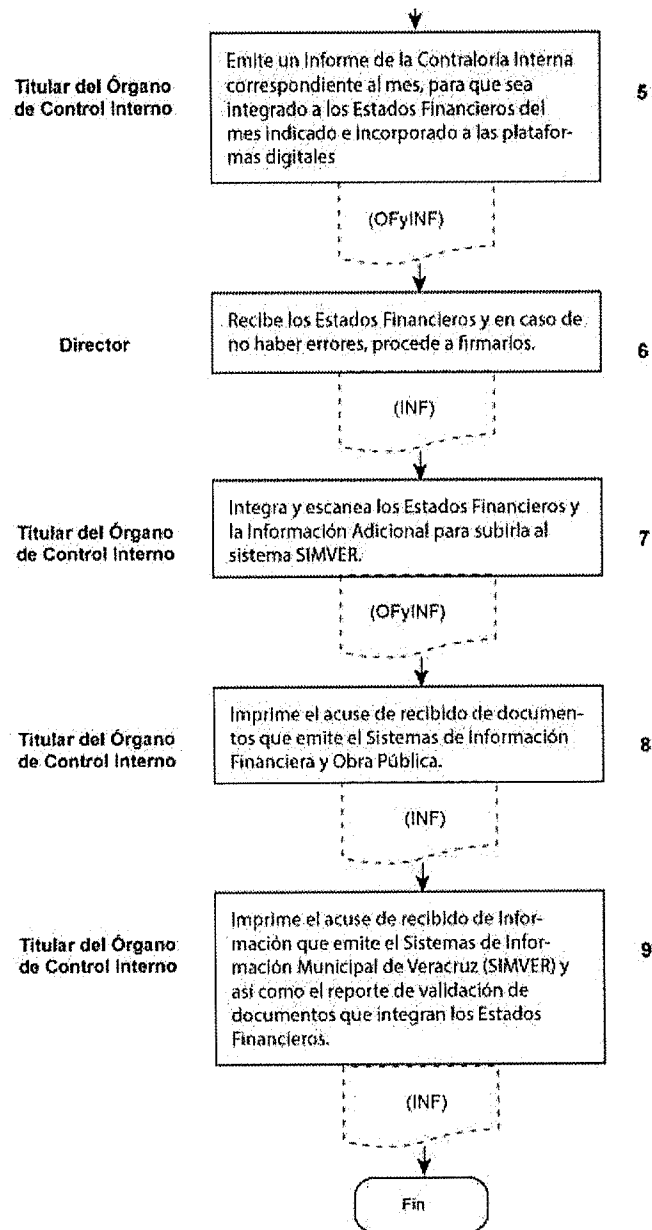 Titular del Órgano
de Control Interno
Emite un Informe de la Contraloría Interna
correspondiente al mes, para que sea
integrado a los Estados Financieros del
mes indicado e incorporado a las platafor-
mas digitales
5
(OFyINF)
Director
Recibe los Estados Financieros y en caso de
no haber errores, procede a firmarlos.
6
(INF)
Titular del Órgano
de Control Interno
Integra y escanea los Estados Financieros y
la Información Adicional para subirla al
sistema SIMVER.
7
(OFyINF)
Titular del Órgano
de Control Interno
Imprime el acuse de recibido de documen-
tos que emite el Sistemas de Información
Financiera y Obra Pública.
8
(INF)
Titular del Órgano
de Control Interno
Imprime el acuse de recibido de Infor-
mación que emite el Sistemas de Infor-
mación Municipal de Veracruz (SIMVER) y
así como el reporte de validación de
documentos que integran los Estados
Financieros.
9
(INF)
Fin